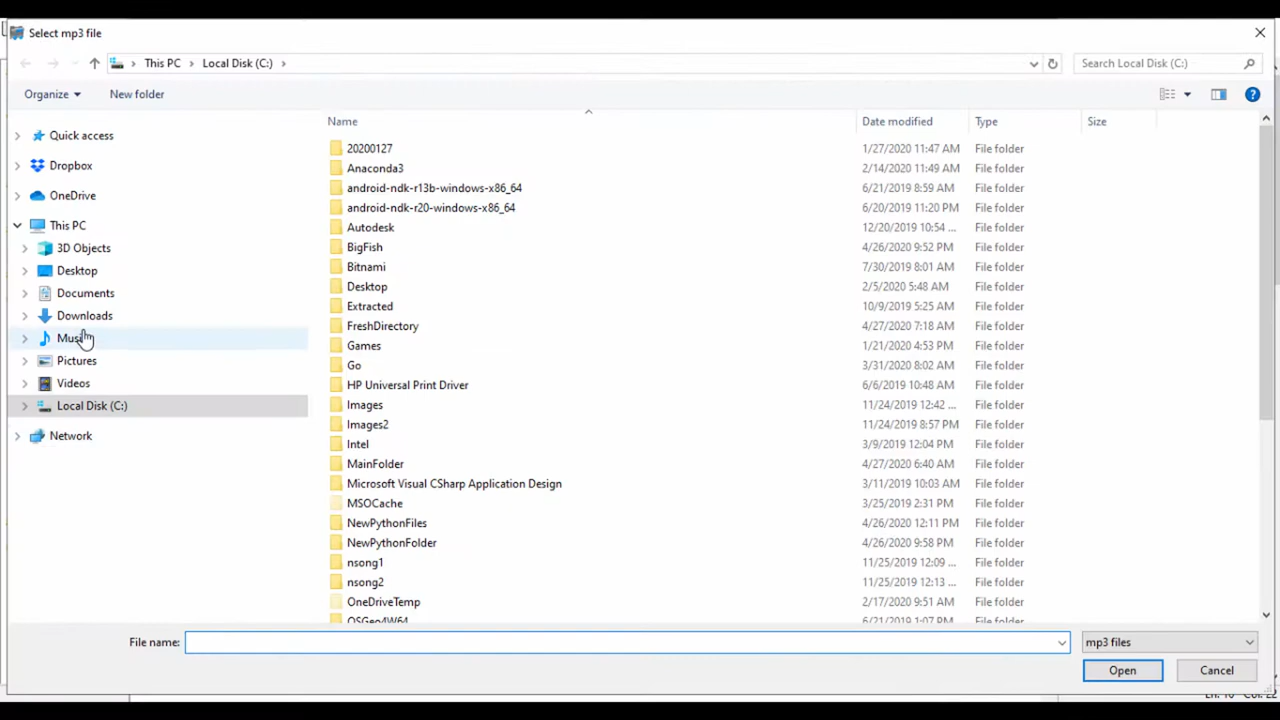 Select mp3 file
This PC Local Disk (C:) Search Local Disk (C:)
Organize New folder
Name Date modified Type Size
Quick access
Dropbox
OneDrive
This PC
3D Objects
Desktop
Documents
Downloads
Music
Pictures
Videos
Local Disk (C:)
Network
20200127 1/27/2020 11:47 AM File folder
Anaconda3 2/14/2020 11:49 AM File folder
android-ndk-r13b-windows-x86_64 6/21/2019 8:59 AM File folder
android-ndk-r20-windows-x86_64 6/20/2019 11:20 PM File folder
Autodesk 12/20/2019 10:54 ... File folder
BigFish 4/26/2020 9:52 PM File folder
Bitnami 7/30/2019 8:01 AM File folder
Desktop 2/5/2020 5:48 AM File folder
Extracted 10/9/2019 5:25 AM File folder
FreshDirectory 4/27/2020 7:18 AM File folder
Games 1/21/2020 4:53 PM File folder
Go 3/31/2020 8:02 AM File folder
HP Universal Print Driver 6/6/2019 10:48 AM File folder
Images 11/24/2019 12:42 ... File folder
Images2 11/24/2019 8:57 PM File folder
Intel 3/9/2019 12:04 PM File folder
MainFolder 4/27/2020 6:40 AM File folder
Microsoft Visual CSharp Application Design 3/11/2019 10:03 AM File folder
MSOCache 3/25/2019 2:31 PM File folder
NewPythonFiles 4/26/2020 12:11 PM File folder
NewPythonFolder 4/26/2020 9:58 PM File folder
nsong1 11/25/2019 12:09 ... File folder
nsong2 11/25/2019 12:13 ... File folder
OneDriveTemp 2/17/2020 9:51 AM File folder
OSGeo4W64 6/21/2019 1:07 PM File folder
File name: mp3 files
Open Cancel